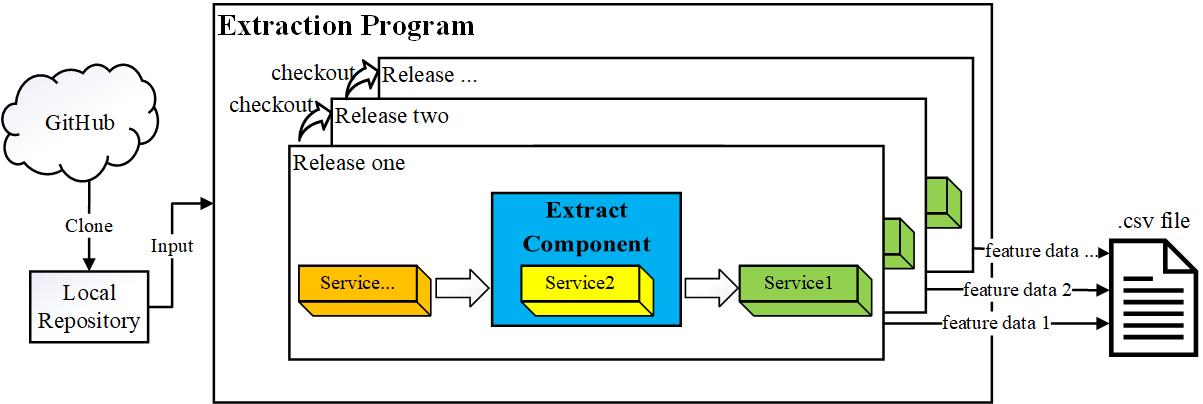 Extraction Program
checkout
Release ...
checkout
Release two
GitHub
Release one
Extract
Component
.csv file
Clone
Input
feature data ...
Local
Repository
Service...
Service2
Service1
feature data 2
feature data 1